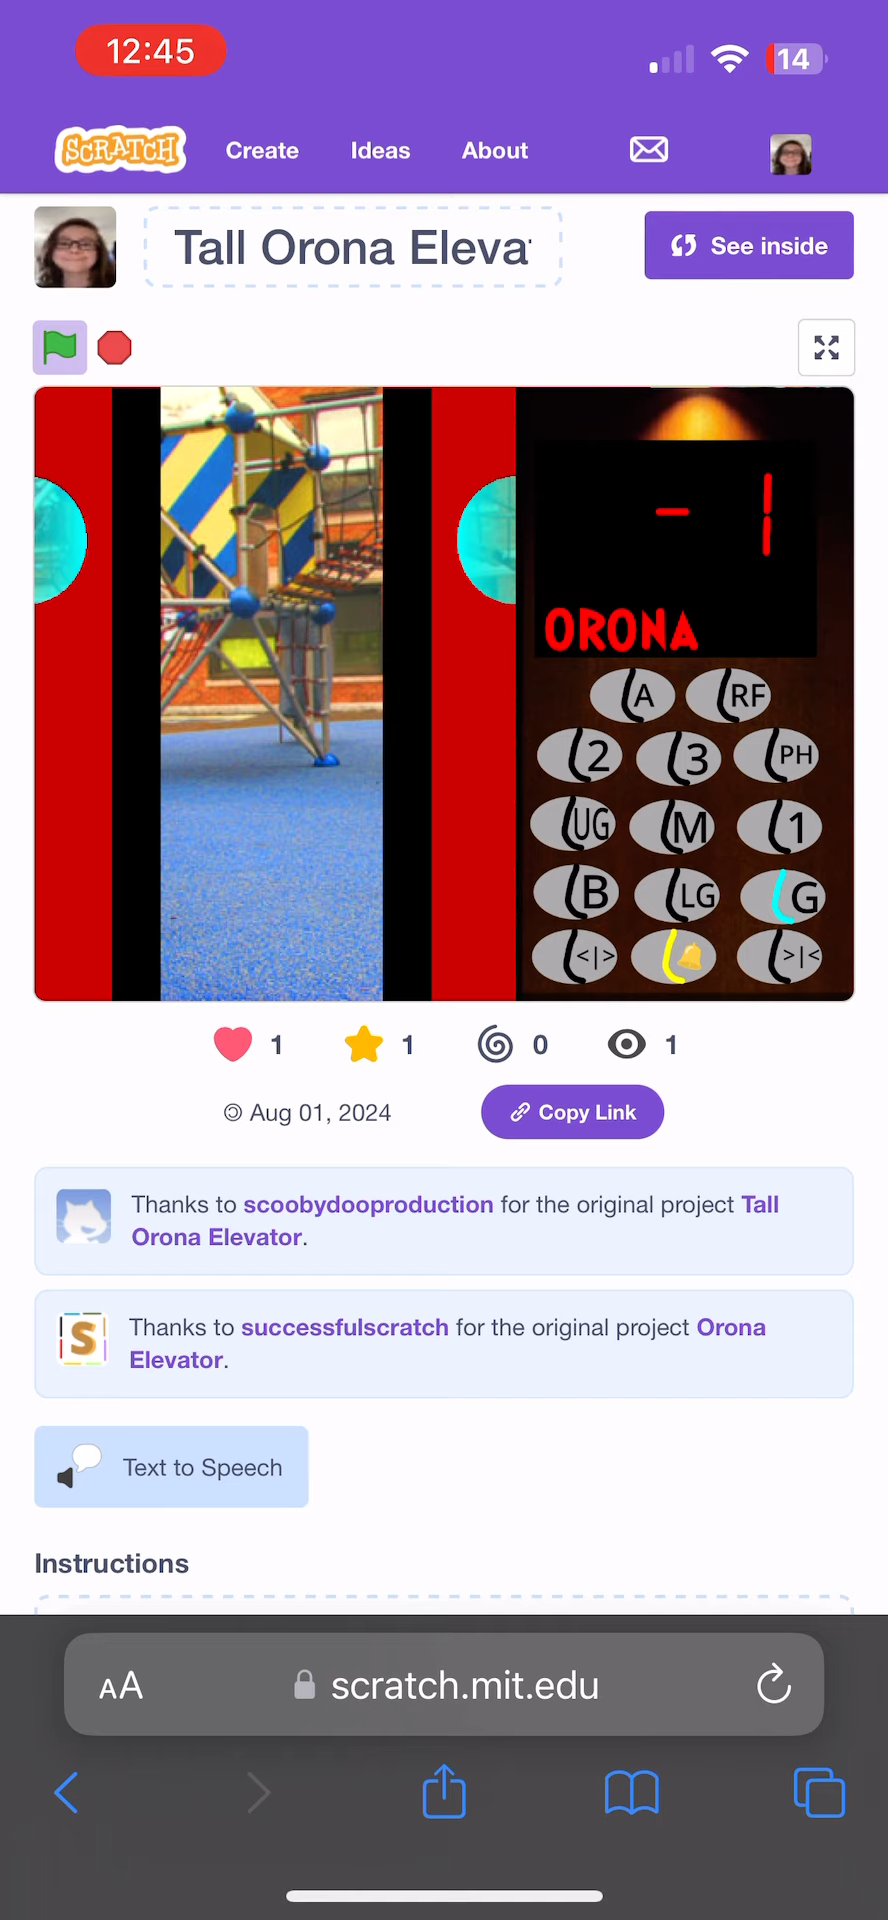 12:45
14
SCRATCH
Create
Ideas
About
Tall Orona Eleva
See inside
- 1
ORONA
A
RF
2
3
PH
UG
M
1
B
LG
G
<|>
>|<
1
1
0
1
Aug 01, 2024
Copy Link
Thanks to scoobydooproduction for the original project Tall
Orona Elevator.
S
Thanks to successfulscratch for the original project Orona
Elevator.
Text to Speech
Instructions
AA
scratch.mit.edu